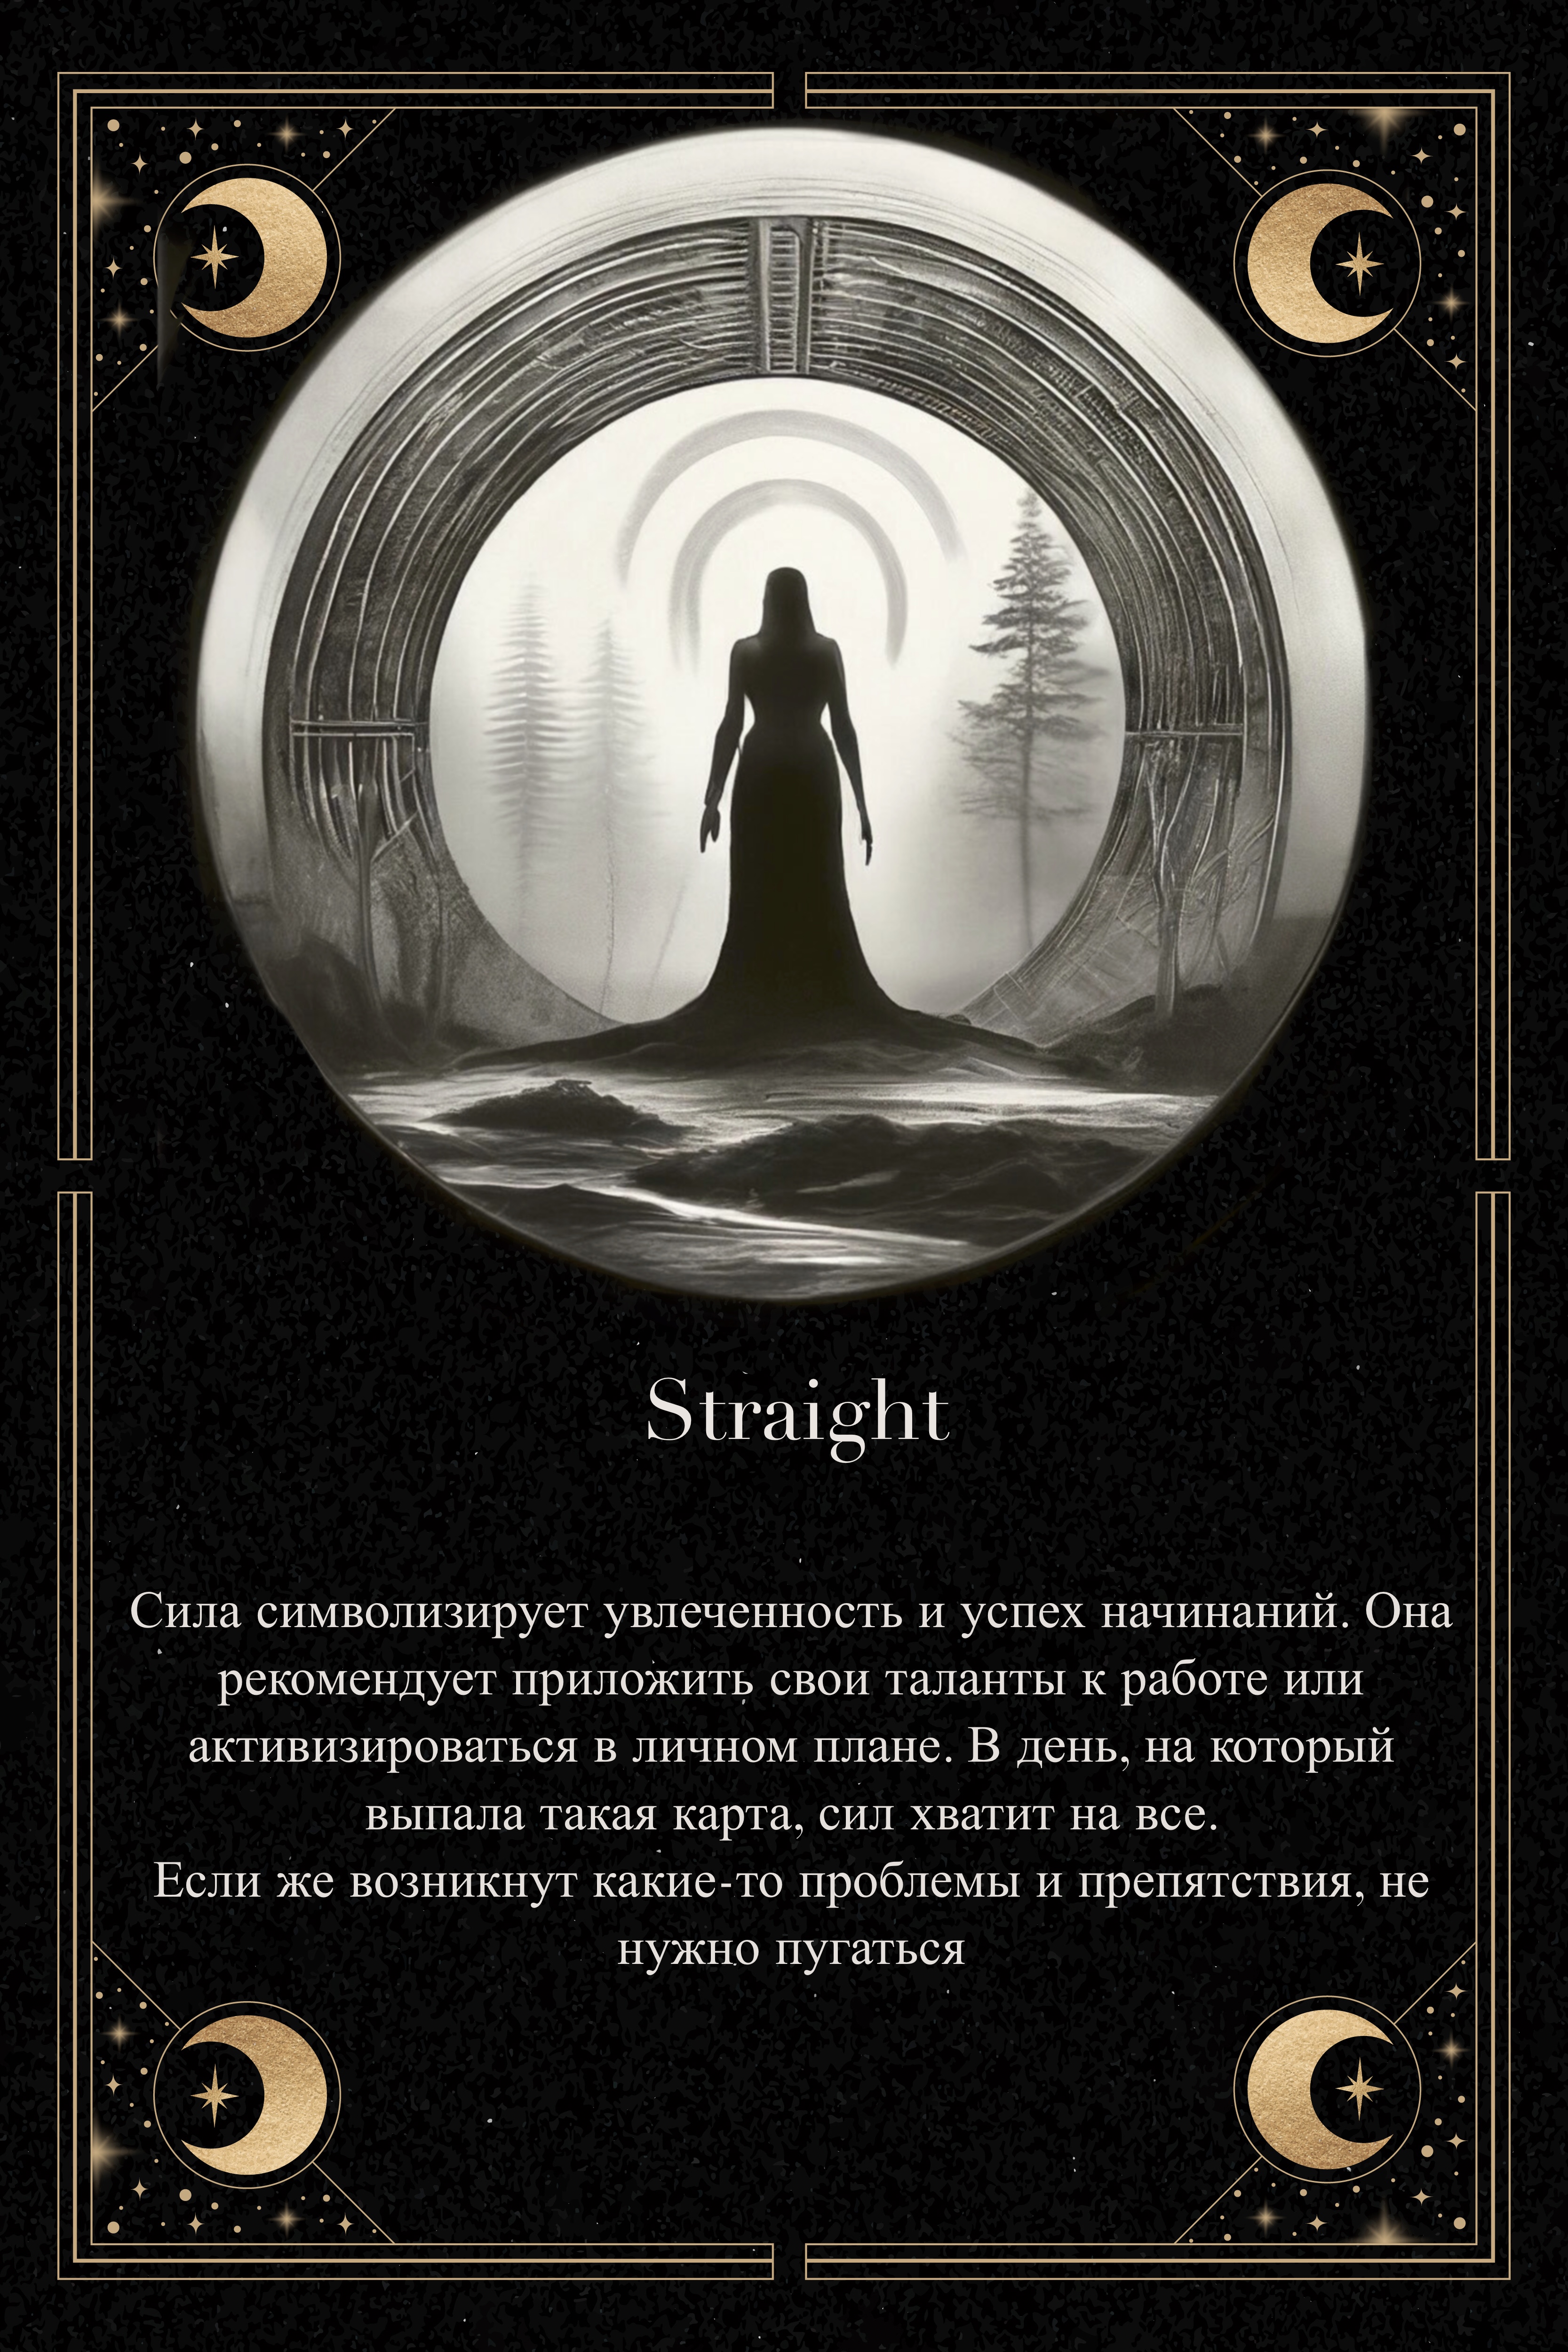 Straight
Сила символизирует увлеченность и успех начинаний. Она
рекомендует приложить свои таланты к работе или
активизироваться в личном плане. В день, на который
выпала такая карта, сил хватит на все.
Если же возникнут какие-то проблемы и препятствия, не
нужно пугаться